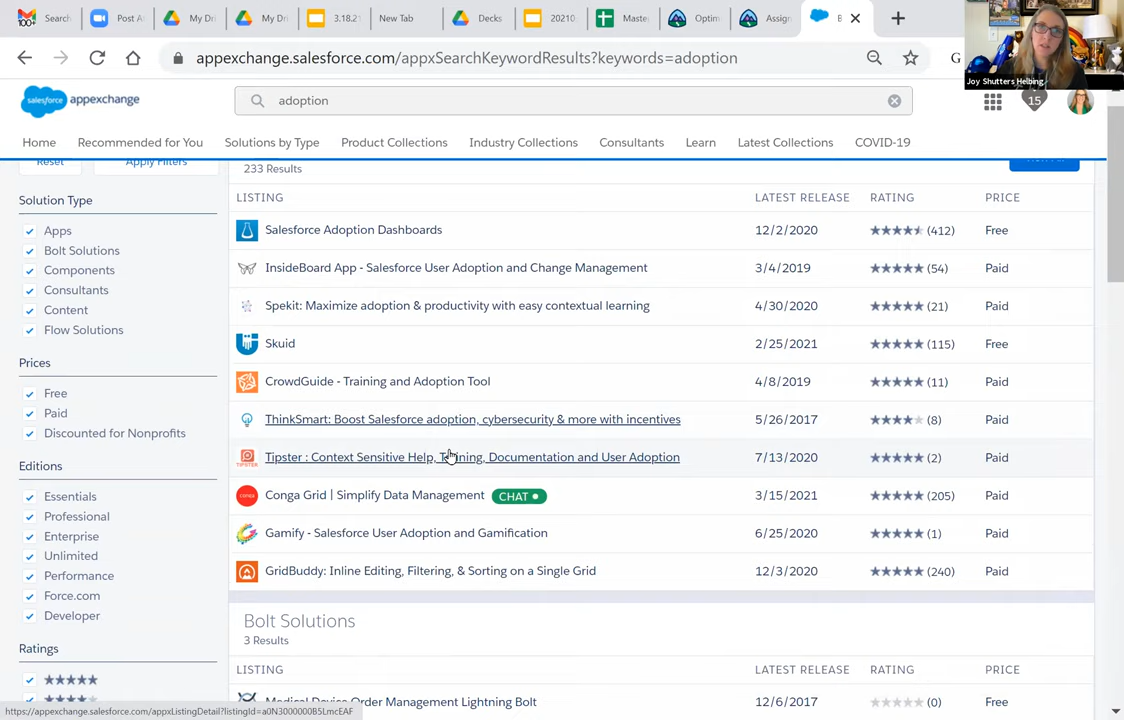 Search
Post A
My Dri
My Dri
3.18.21
New Tab
Decks
20210
Maste
Optim
Assign
appexchange.salesforce.com/appxSearchKeywordResults?keywords=adoption
G
Joy Shutters Helbing
salesforce appexchange
adoption
15
Home Recommended for You Solutions by Type Product Collections Industry Collections Consultants Learn Latest Collections COVID-19
Reset Apply Filters
233 Results
Solution Type
Apps
Bolt Solutions
Components
Consultants
Content
Flow Solutions
Prices
Free
Paid
Discounted for Nonprofits
Editions
Essentials
Professional
Enterprise
Unlimited
Performance
Force.com
Developer
Ratings
LISTING LATEST RELEASE RATING PRICE
Salesforce Adoption Dashboards 12/2/2020 (412) Free
InsideBoard App - Salesforce User Adoption and Change Management 3/4/2019 (54) Paid
Spekit: Maximize adoption & productivity with easy contextual learning 4/30/2020 (21) Paid
Skuid 2/25/2021 (115) Free
CrowdGuide - Training and Adoption Tool 4/8/2019 (11) Paid
ThinkSmart: Boost Salesforce adoption, cybersecurity & more with incentives 5/26/2017 (8) Paid
Tipster : Context Sensitive Help, Training, Documentation and User Adoption 7/13/2020 (2) Paid
Conga Grid | Simplify Data Management CHAT 3/15/2021 (205) Paid
Gamify - Salesforce User Adoption and Gamification 6/25/2020 (1) Paid
GridBuddy: Inline Editing, Filtering, & Sorting on a Single Grid 12/3/2020 (240) Paid
Bolt Solutions
3 Results
LISTING LATEST RELEASE RATING PRICE
Medical Device Order Management Lightning Bolt 12/6/2017 (0) Free
https://appexchange.salesforce.com/appxListingDetail?listingId=a0N3000000B5LmcEAF